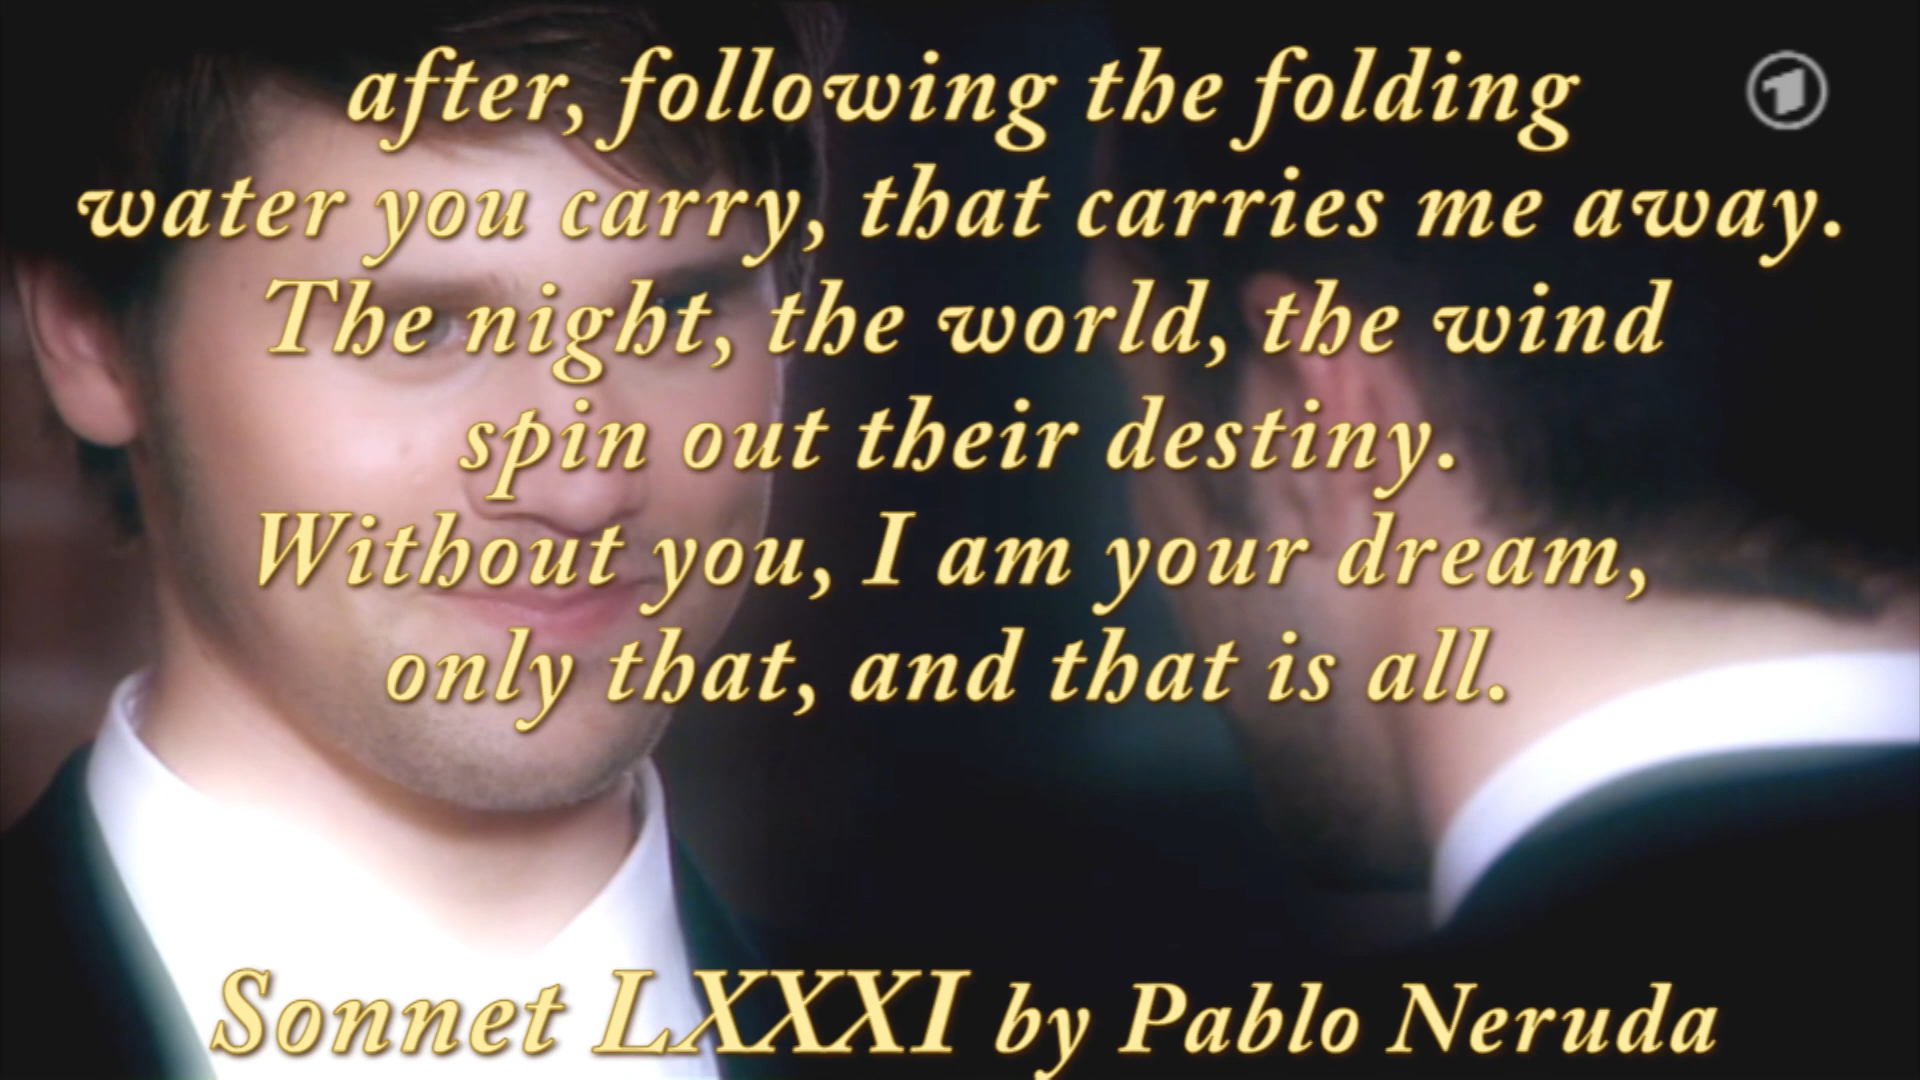 after, following the folding
water you carry, that carries me away.
The night, the world, the wind
spin out their destiny.
Without you, I am your dream,
only that, and that is all.
Sonnet LXXXI by Pablo Neruda
1